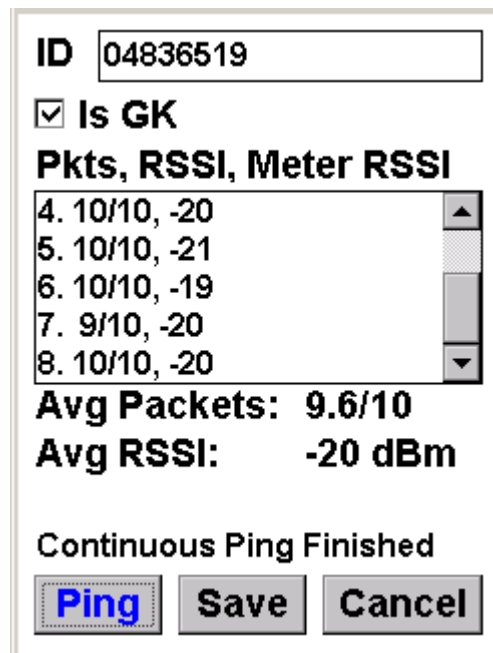 ID 04836519
Is GK
Pkts, RSSI, Meter RSSI
4. 10/10, -20
5. 10/10, -21
6. 10/10, -19
7. 9/10, -20
8. 10/10, -20
Avg Packets: 9.6/10
Avg RSSI: -20 dBm
Continuous Ping Finished
Ping Save Cancel